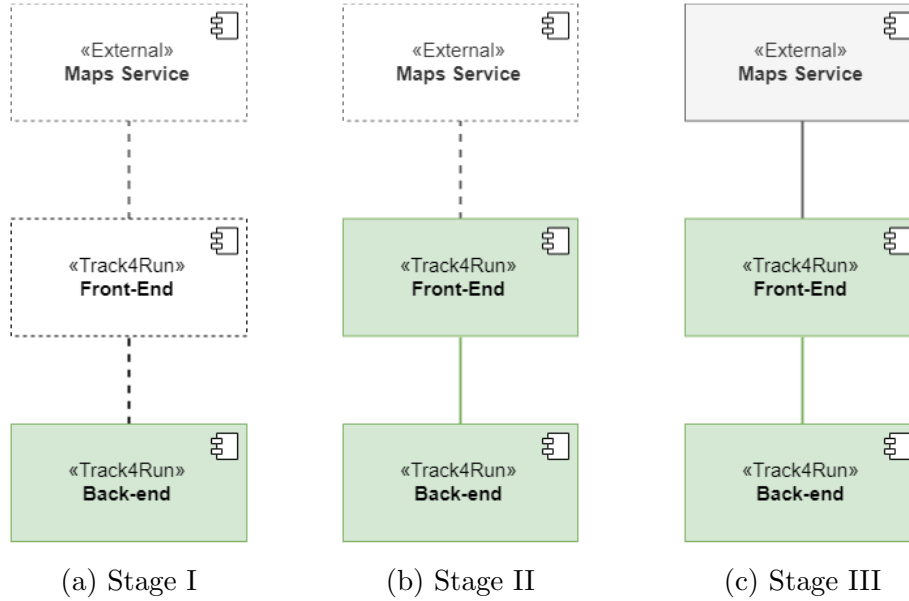 «External»
Maps Service
«Track4Run»
Front-End
«Track4Run»
Back-end
(a) Stage I
«External»
Maps Service
«Track4Run»
Front-End
«Track4Run»
Back-end
(b) Stage II
«External»
Maps Service
«Track4Run»
Front-End
«Track4Run»
Back-end
(c) Stage III